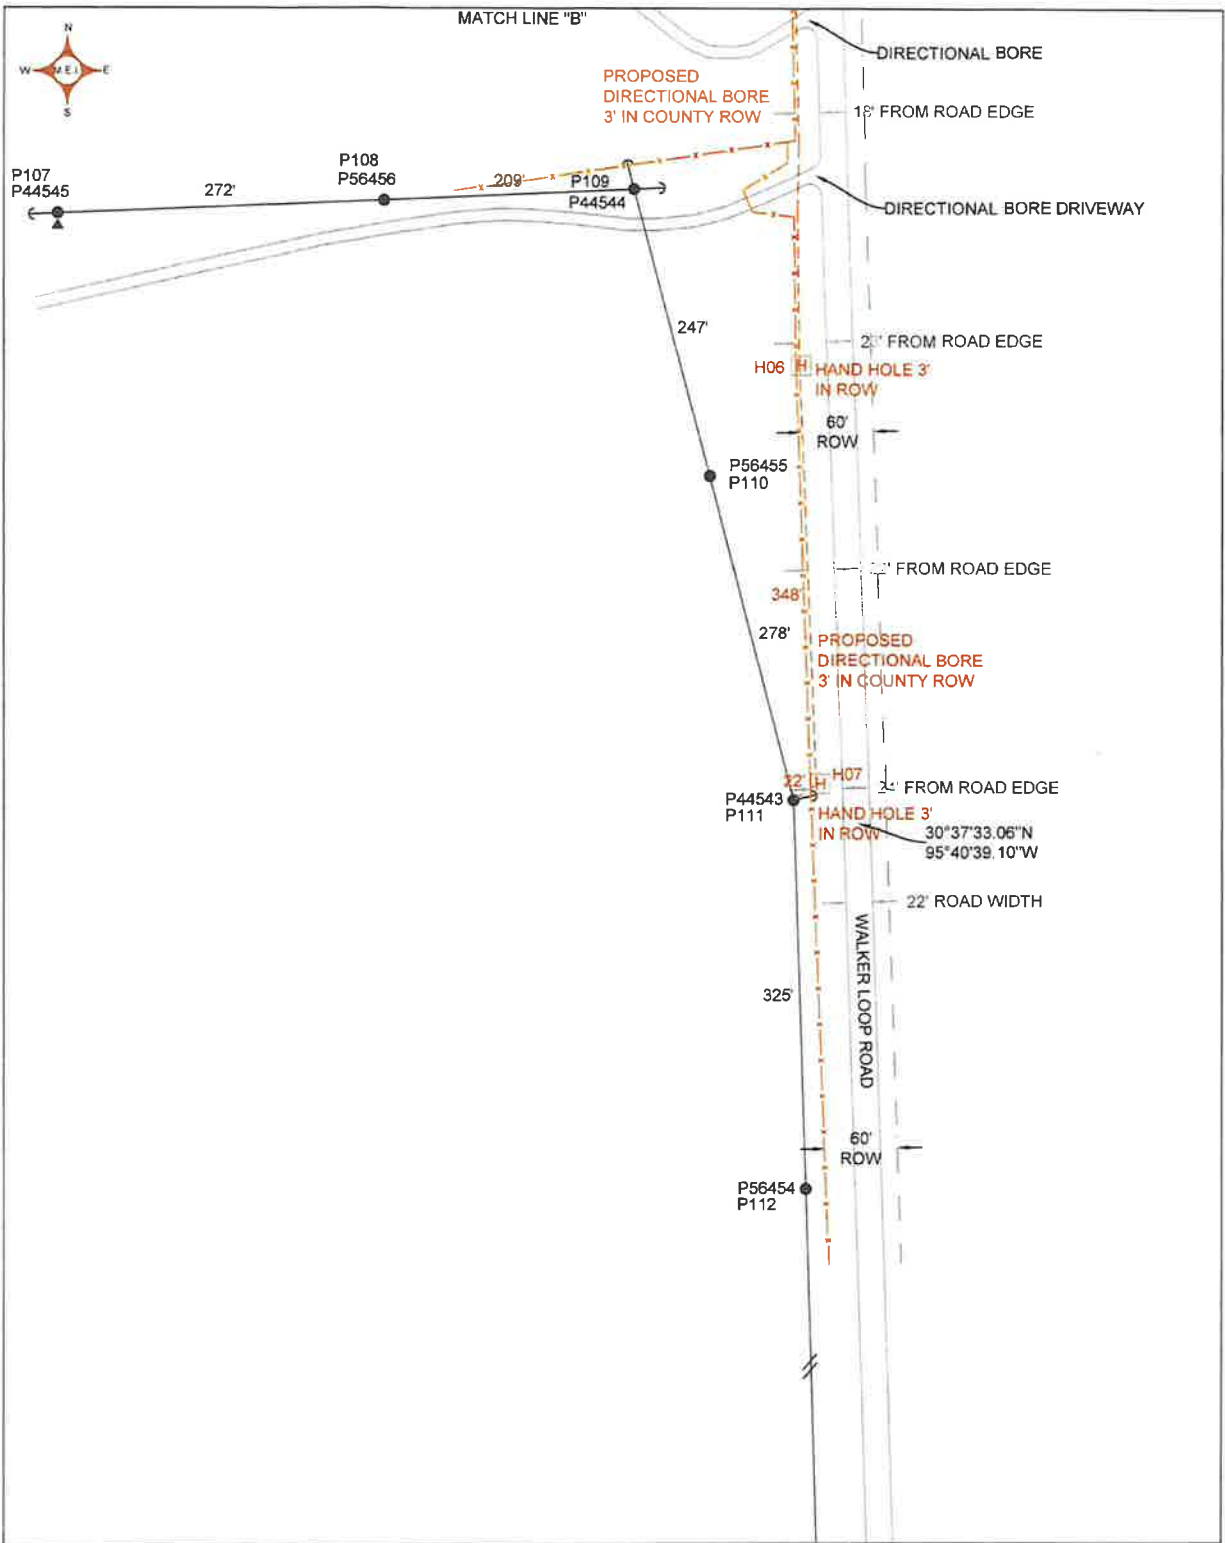 MATCH LINE "B"
N
W M.E.I. E
S
DIRECTIONAL BORE
PROPOSED
DIRECTIONAL BORE
3' IN COUNTY ROW
18' FROM ROAD EDGE
P107
P44545
272'
P108
P56456
209'
P109
P44544
DIRECTIONAL BORE DRIVEWAY
247'
FROM ROAD EDGE
H06
H
HAND HOLE 3'
IN ROW
60'
ROW
P56455
P110
FROM ROAD EDGE
348'
278'
PROPOSED
DIRECTIONAL BORE
3' IN COUNTY ROW
22'
H
H07
FROM ROAD EDGE
P44543
P111
HAND HOLE 3'
IN ROW
30°37'33.06"N
95°40'39.10"W
22' ROAD WIDTH
WALKER LOOP ROAD
325'
60'
ROW
P56454
P112